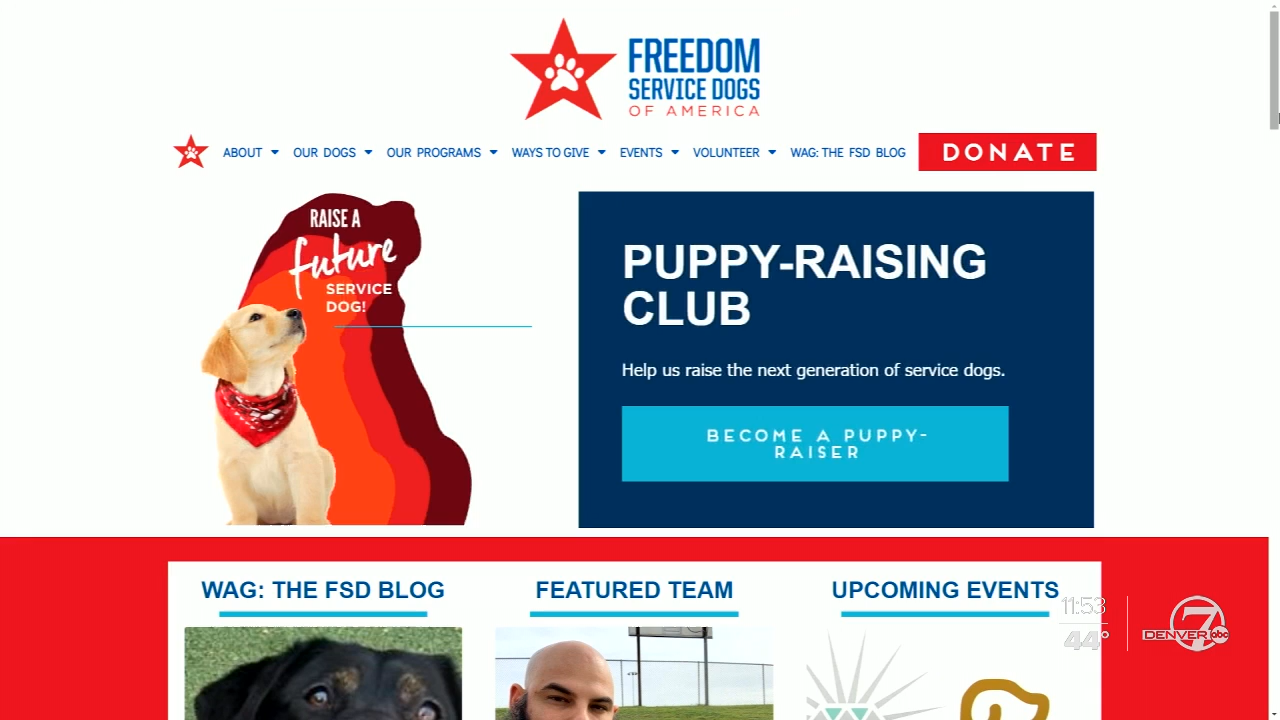 FREEDOM
SERVICE DOGS
OF AMERICA
ABOUT OUR DOGS OUR PROGRAMS WAYS TO GIVE EVENTS VOLUNTEER WAG: THE FSD BLOG DONATE
RAISE A
future
SERVICE
DOG!
PUPPY-RAISING
CLUB
Help us raise the next generation of service dogs.
BECOME A PUPPY-
RAISER
WAG: THE FSD BLOG
FEATURED TEAM
UPCOMING EVENTS
11:53
44°
DENVER 7 abc